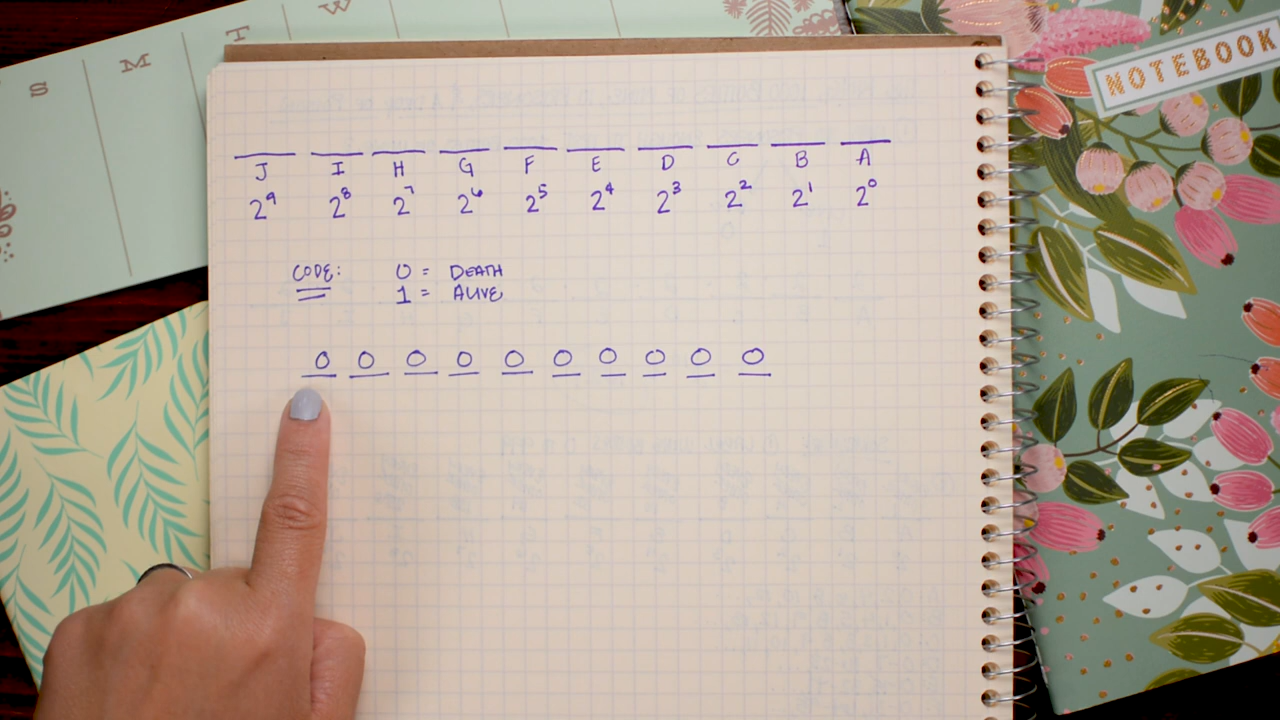 S M T W
NOTEBOOK
J I H G F E D C B A
2⁹ 2⁸ 2⁷ 2⁶ 2⁵ 2⁴ 2³ 2² 2¹ 2⁰
CODE: 0 = DEATH
1 = ALIVE
0 0 0 0 0 0 0 0 0 0